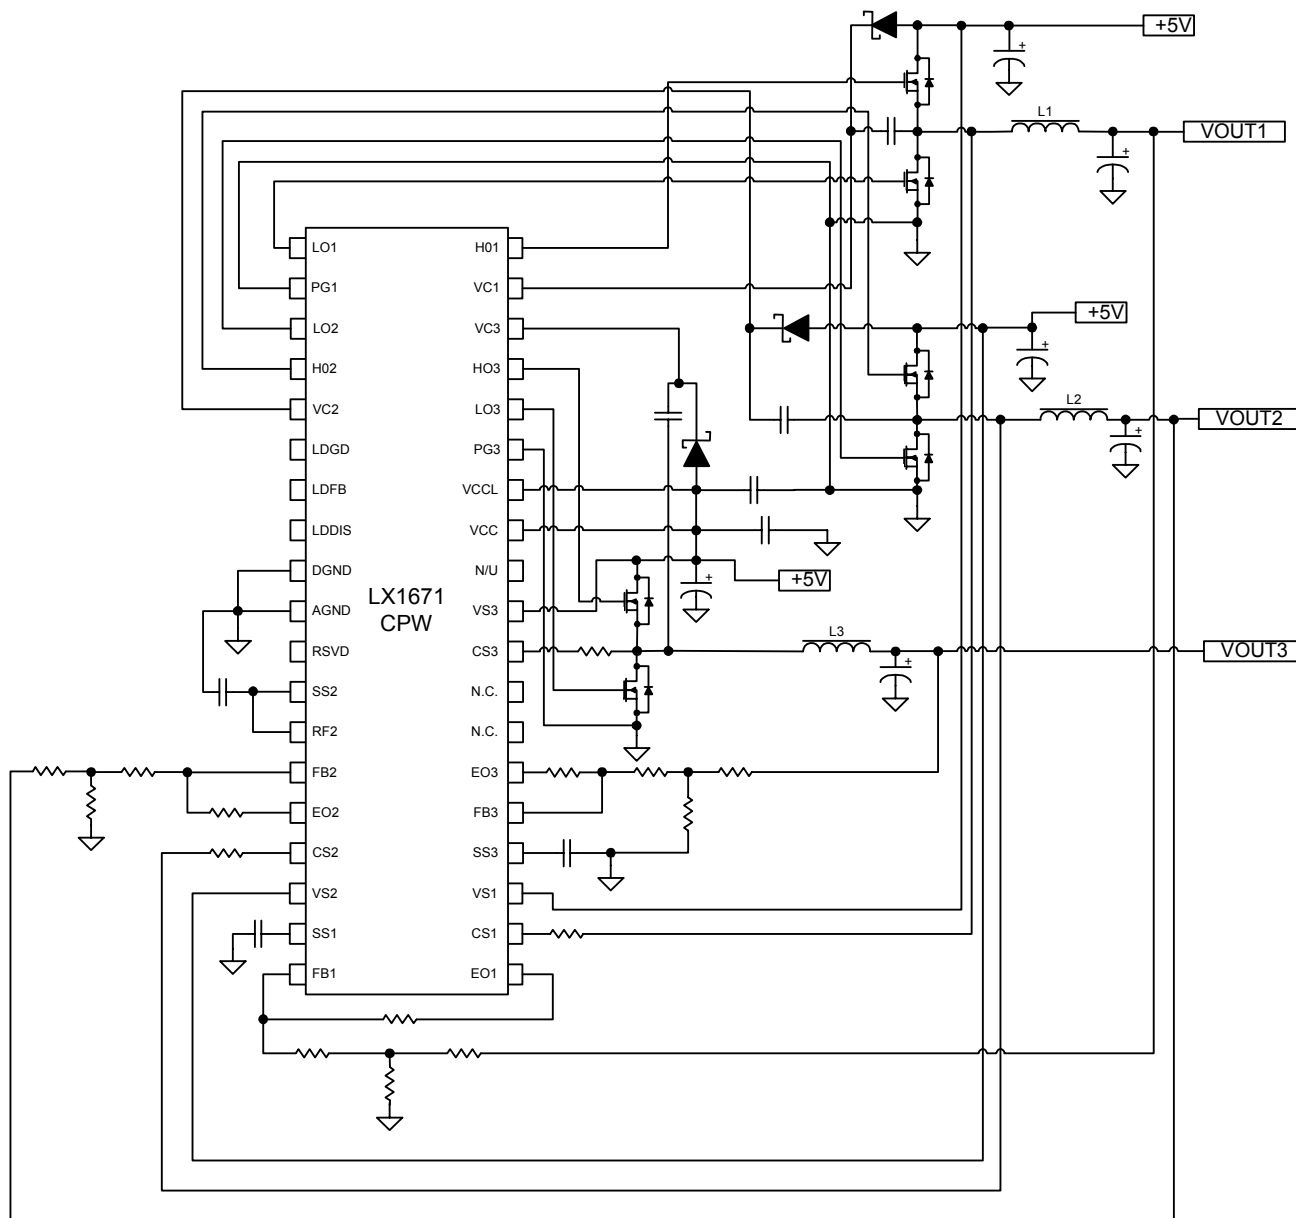 +5V
L1
VOUT1
LO1
H01
PG1
VC1
LO2
VC3
+5V
H02
HO3
VC2
LO3
L2
VOUT2
LDGD
PG3
LDFB
VCCL
LDDIS
VCC
DGND
N/U
+5V
LX1671
CPW
AGND
VS3
RSVD
CS3
L3
VOUT3
SS2
N.C.
RF2
N.C.
FB2
EO3
EO2
FB3
CS2
SS3
VS2
VS1
SS1
CS1
FB1
EO1
+
+
+
+
+
+